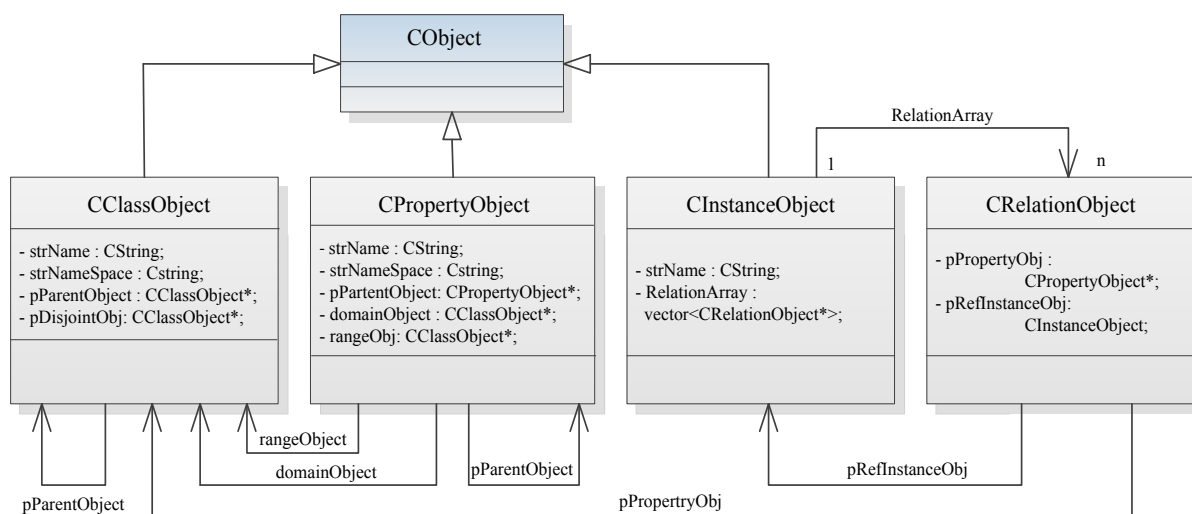 CObject
RelationArray
1
n
CClassObject
- strName : CString;
- strNameSpace : Cstring;
- pParentObject : CClassObject*;
- pDisjointObj: CClassObject*;
CPropertyObject
- strName : CString;
- strNameSpace : Cstring;
- pPartentObject: CPropertyObject*;
- domainObject : CClassObject*;
- rangeObj: CClassObject*;
CInstanceObject
- strName : CString;
- RelationArray :
vector<CRelationObject*>;
CRelationObject
- pPropertyObj :
CPropertyObject*;
- pRefInstanceObj:
CInstanceObject;
rangeObject
domainObject
pParentObject
pRefInstanceObj
pParentObject
pPropertryObj